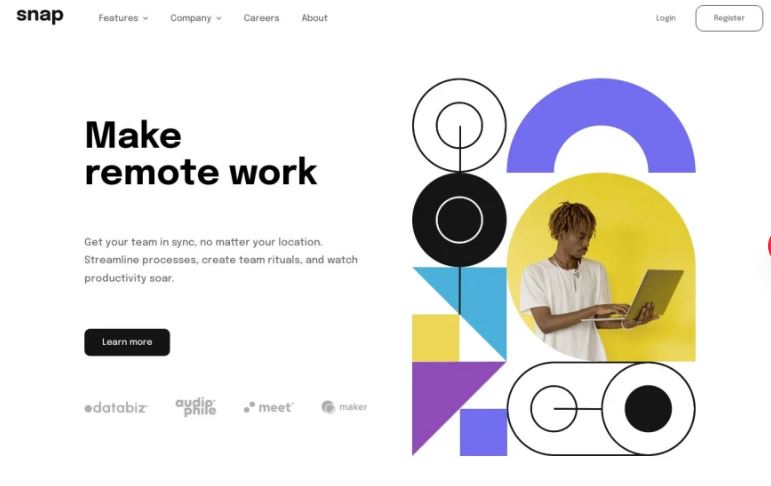 snap
Features Company Careers About Login Register
Make
remote work
Get your team in sync, no matter your location.
Streamline processes, create team rituals, and watch
productivity soar.
Learn more
databiz
audiophile
meet
maker